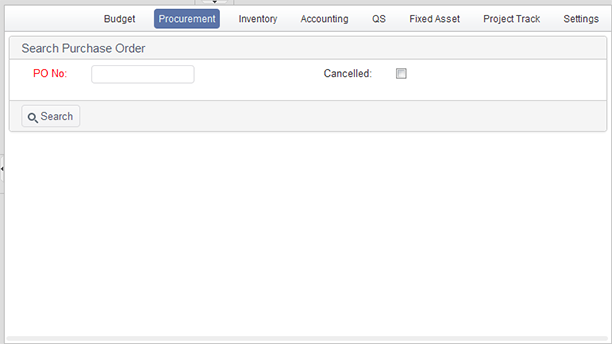 Budget Procurement Inventory Accounting QS Fixed Asset Project Track Settings
Search Purchase Order
PO No: Cancelled:
Search